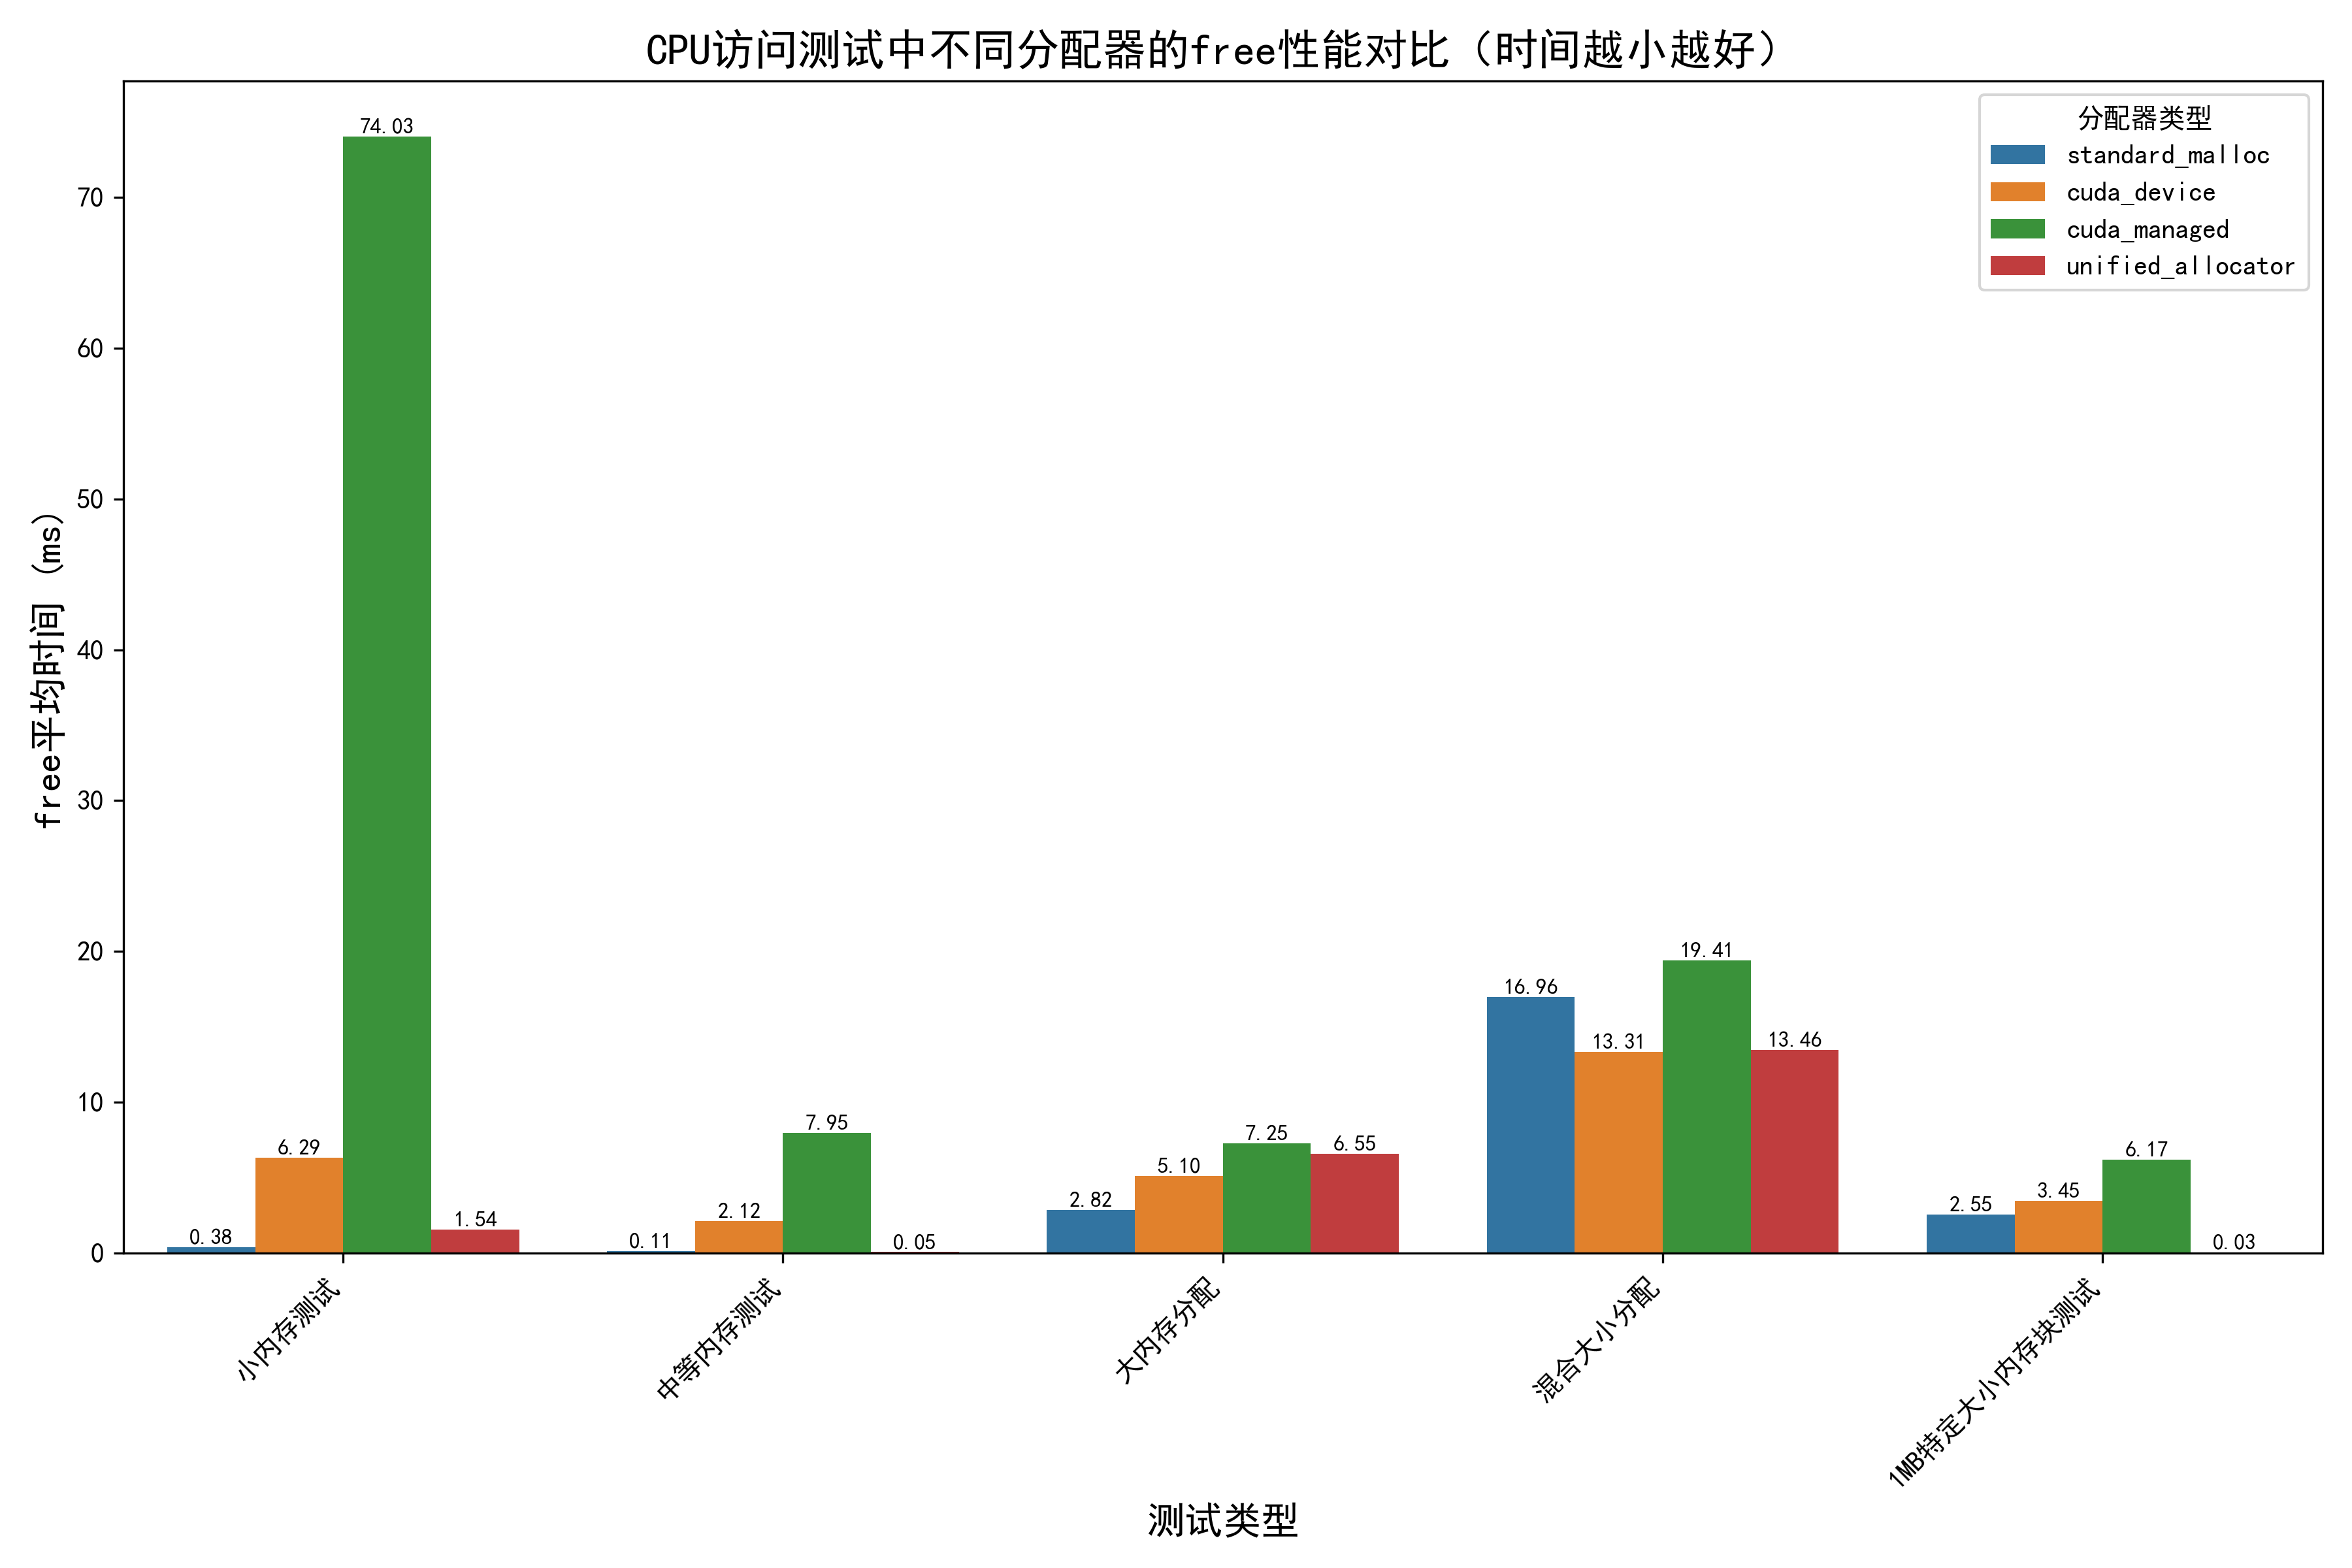 CPU访问测试中不同分配器的free性能对比（时间越小越好）
分配器类型
standard_malloc
cuda_device
cuda_managed
unified_allocator
free平均时间 (ms)
70
60
50
40
30
20
10
0
0.38
6.29
74.03
1.54
0.11
2.12
7.95
0.05
2.82
5.10
7.25
6.55
16.96
13.31
19.41
13.46
2.55
3.45
6.17
0.03
小内存测试
中等内存测试
大内存分配
混合大小分配
1MB特定大小内存块测试
测试类型